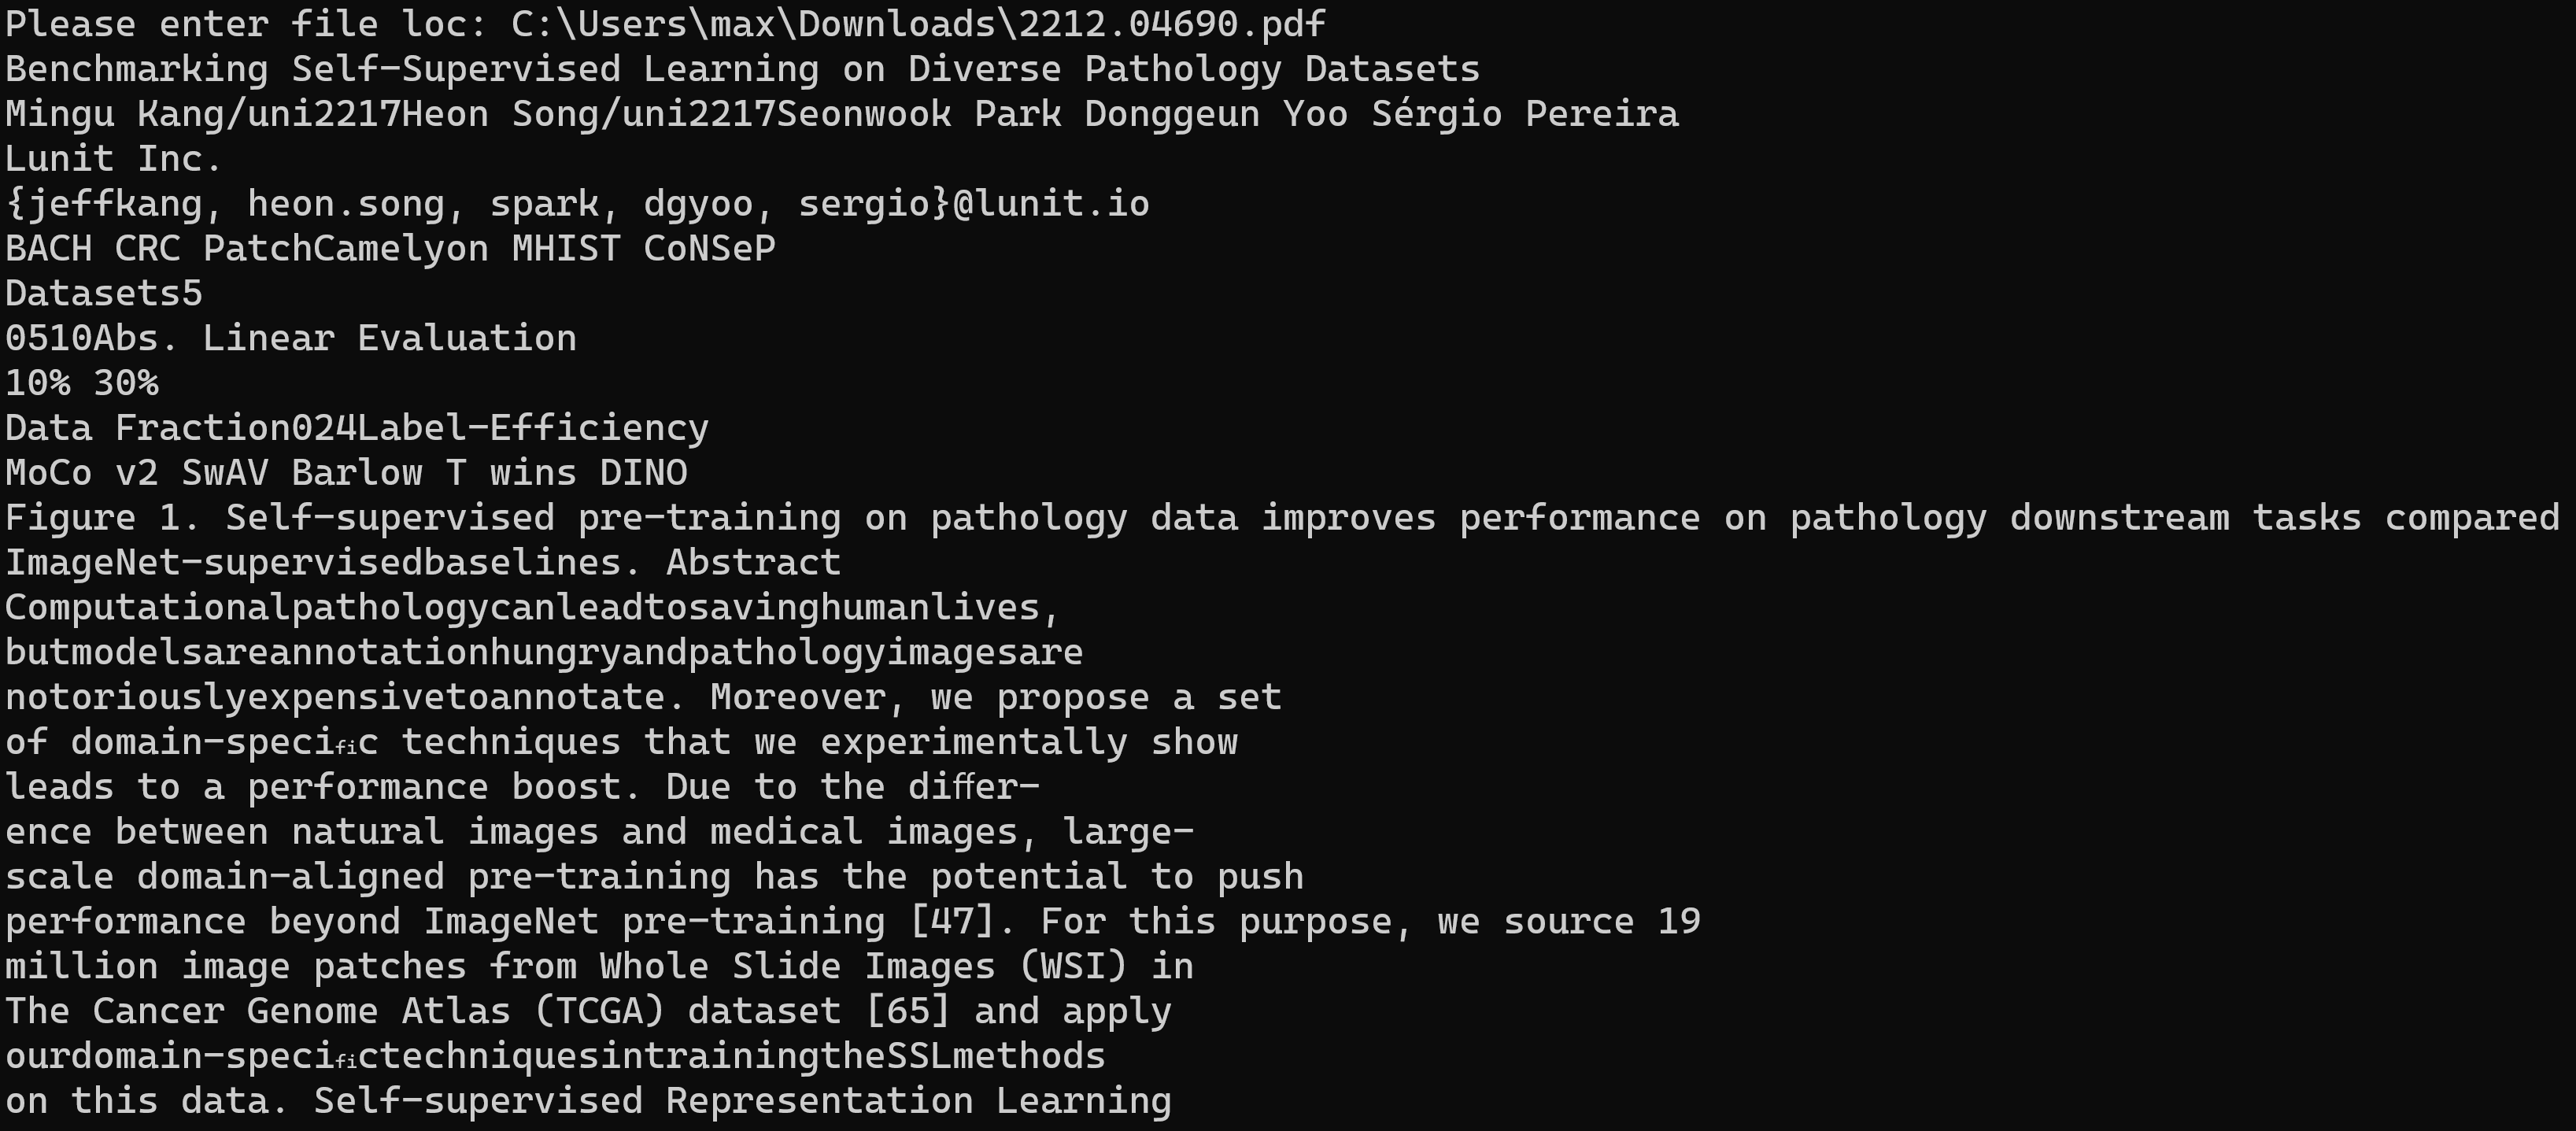 Please enter file loc: C:\Users\max\Downloads\2212.04690.pdf
Benchmarking Self-Supervised Learning on Diverse Pathology Datasets
Mingu Kang/uni2217Heon Song/uni2217Seonwook Park Donggeun Yoo Sérgio Pereira
Lunit Inc.
{jeffkang, heon.song, spark, dgyoo, sergio}@lunit.io
BACH CRC PatchCamelyon MHIST CoNSeP
Datasets5
0510Abs. Linear Evaluation
10% 30%
Data Fraction024Label-Efficiency
MoCo v2 SwAV Barlow T wins DINO
Figure 1. Self-supervised pre-training on pathology data improves performance on pathology downstream tasks compared
ImageNet-supervisedbaselines. Abstract
Computationalpathologycanleadtosavinghumanlives,
butmodelsareannotationhungryandpathologyimagesare
notoriouslyexpensivetoannotate. Moreover, we propose a set
of domain-speciﬁc techniques that we experimentally show
leads to a performance boost. Due to the diﬀer-
ence between natural images and medical images, large-
scale domain-aligned pre-training has the potential to push
performance beyond ImageNet pre-training [47]. For this purpose, we source 19
million image patches from Whole Slide Images (WSI) in
The Cancer Genome Atlas (TCGA) dataset [65] and apply
ourdomain-speciﬁctechniquesintrainingtheSSLmethods
on this data. Self-supervised Representation Learning